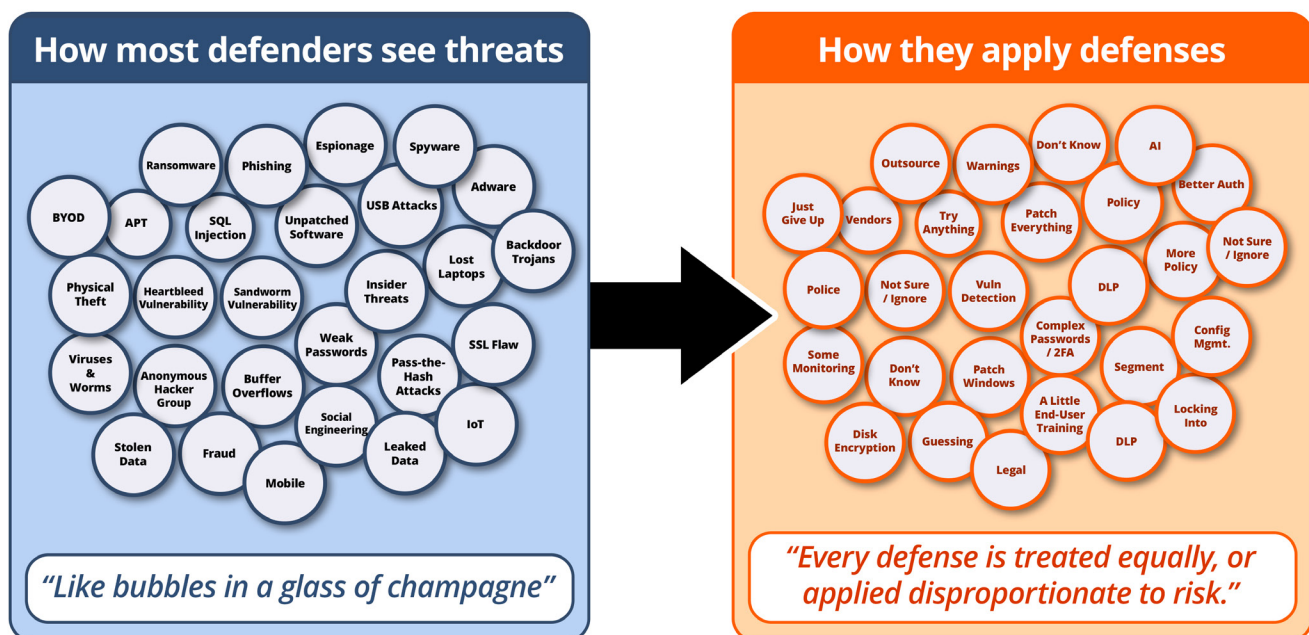 How most defenders see threats
Ransomware
Phishing
Espionage
Spyware
Adware
BYOD
APT
SQL
Injection
Unpatched
Software
USB Attacks
Backdoor
Trojans
Lost
Laptops
Physical
Theft
Heartbleed
Vulnerability
Sandworm
Vulnerability
Insider
Threats
Weak
Passwords
SSL Flaw
Viruses
&
Worms
Anonymous
Hacker
Group
Buffer
Overflows
Pass-the-
Hash
Attacks
Social
Engineering
IoT
Stolen
Data
Fraud
Leaked
Data
Mobile
“Like bubbles in a glass of champagne”
How they apply defenses
Outsource
Warnings
Don’t Know
AI
Better Auth
Just
Give Up
Vendors
Try
Anything
Patch
Everything
Policy
Not Sure
/ Ignore
More
Policy
Police
Not Sure
/ Ignore
Vuln
Detection
DLP
Complex
Passwords
/ 2FA
Config
Mgmt.
Some
Monitoring
Don’t
Know
Patch
Windows
Segment
A Little
End-User
Training
Locking
Into
Disk
Encryption
Guessing
DLP
Legal
“Every defense is treated equally, or
applied disproportionate to risk.”